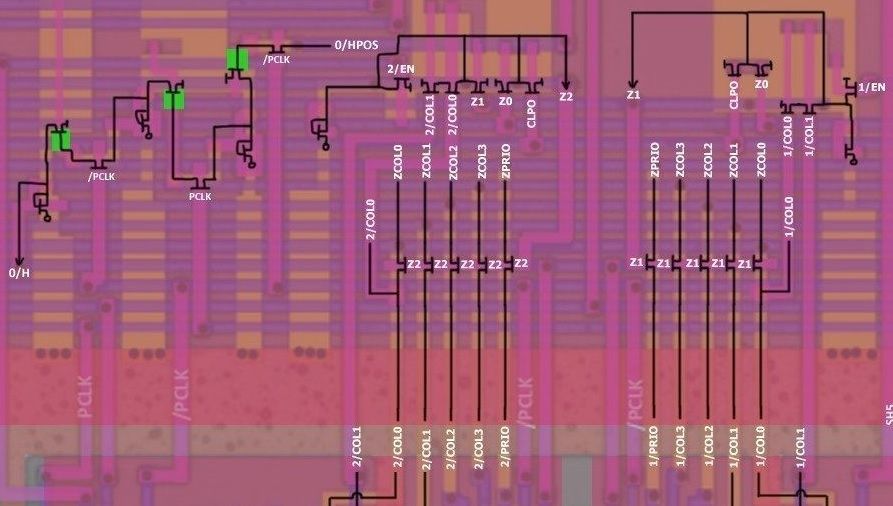 0/HPOS
/PCLK
2/EN
1/EN
Z1
Z0
Z2
Z1
Z0
2/COL1
2/COL0
CLPO
CLPO
1/COL0
1/COL1
/PCLK
PCLK
ZCOL0
ZCOL1
ZCOL2
ZCOL3
ZPRIO
ZPRIO
ZCOL3
ZCOL2
ZCOL1
ZCOL0
2/COL0
1/COL0
0/H
Z2
Z2
Z2
Z2
Z2
Z1
Z1
Z1
Z1
Z1
PCLK
/PCLK
/PCLK
/PCLK
SH5
2/COL1
2/COL0
2/COL1
2/COL2
2/COL3
2/PRIO
1/PRIO
1/COL3
1/COL2
1/COL1
1/COL0
1/COL1